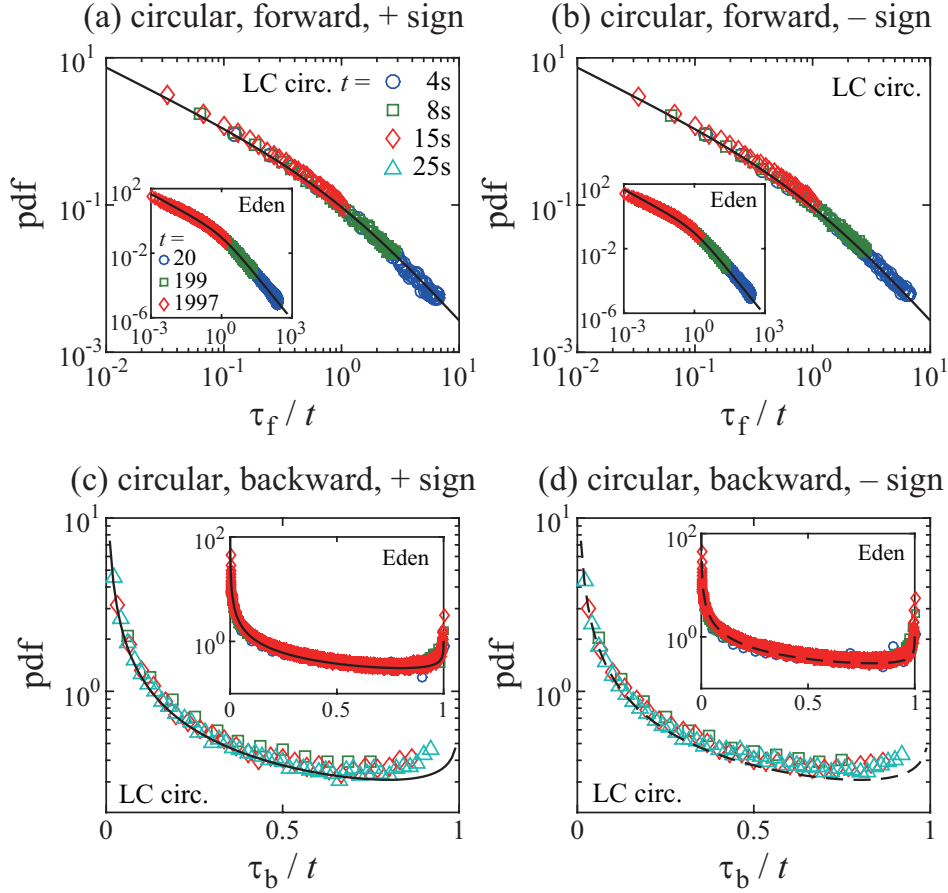 (a) circular, forward, + sign
LC circ. t =
4s
8s
15s
25s
Eden
t =
20
199
1997
10^2
10^-2
10^-6
10^-3
10^0
10^3
10^1
10^-1
10^-3
10^-2
10^-1
10^0
10^1
pdf
τ_f / t
(b) circular, forward, – sign
LC circ.
Eden
10^2
10^-2
10^-6
10^-3
10^0
10^3
10^1
10^-1
10^-3
10^-2
10^-1
10^0
10^1
pdf
τ_f / t
(c) circular, backward, + sign
Eden
10^2
10^0
0
0.5
1
LC circ.
10^1
10^0
0
0.5
1
pdf
τ_b / t
(d) circular, backward, – sign
Eden
10^2
10^0
0
0.5
1
LC circ.
10^1
10^0
0
0.5
1
pdf
τ_b / t